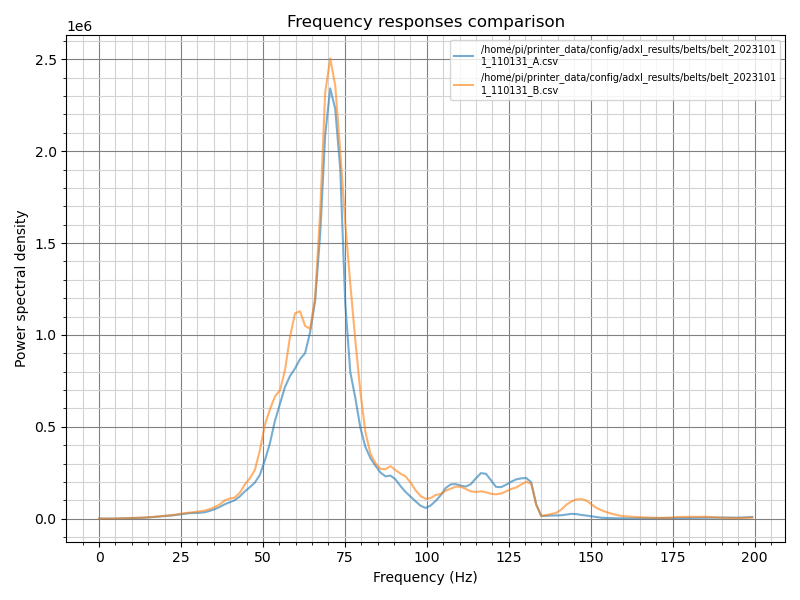 Frequency responses comparison
1e6
/home/pi/printer_data/config/adxl_results/belts/belt_2023101
1_110131_A.csv
/home/pi/printer_data/config/adxl_results/belts/belt_2023101
1_110131_B.csv
2.5
2.0
1.5
1.0
0.5
0.0
Power spectral density
0 25 50 75 100 125 150 175 200
Frequency (Hz)